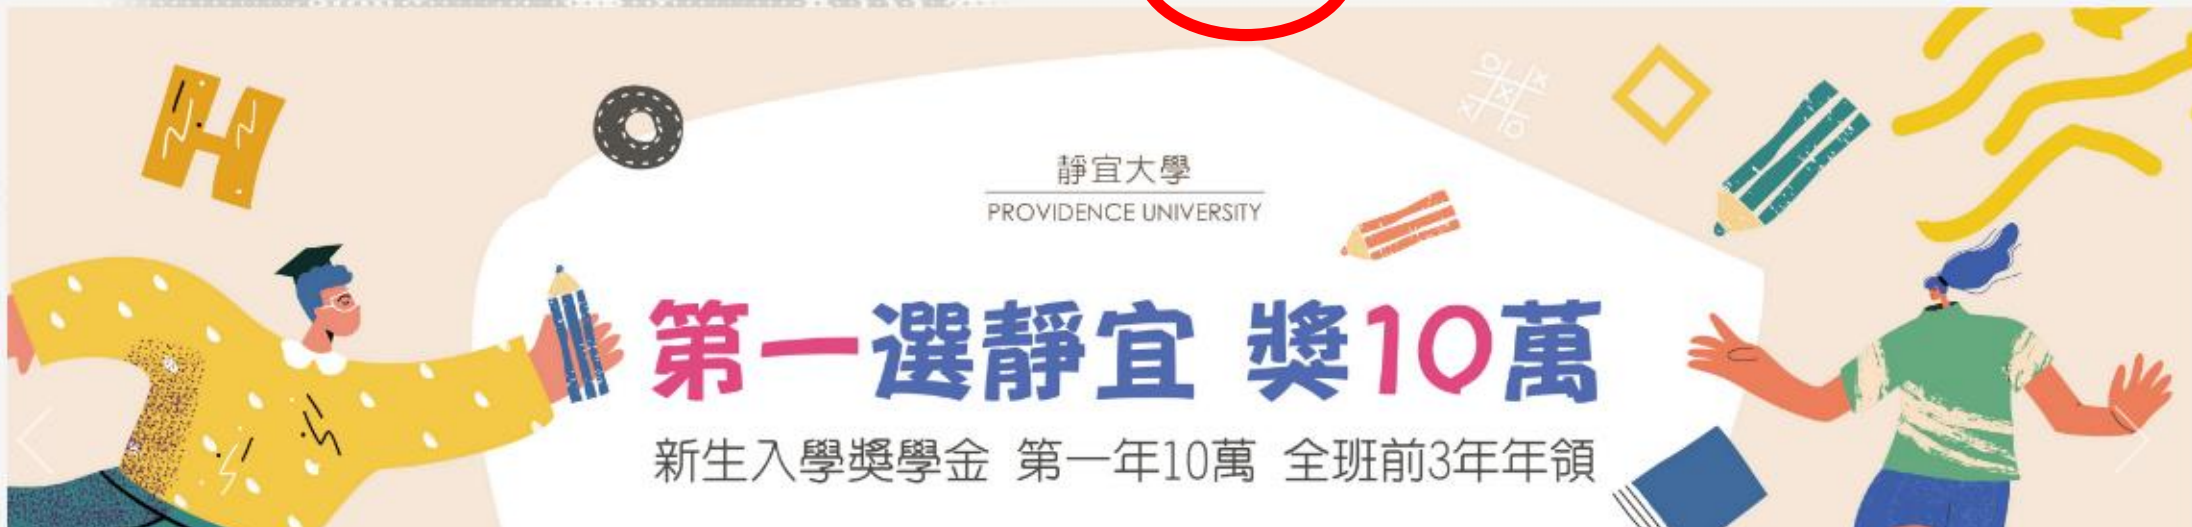 靜宜大學
PROVIDENCE UNIVERSITY
第一選靜宜 獎10萬
新生入學獎學金 第一年10萬 全班前3年年領